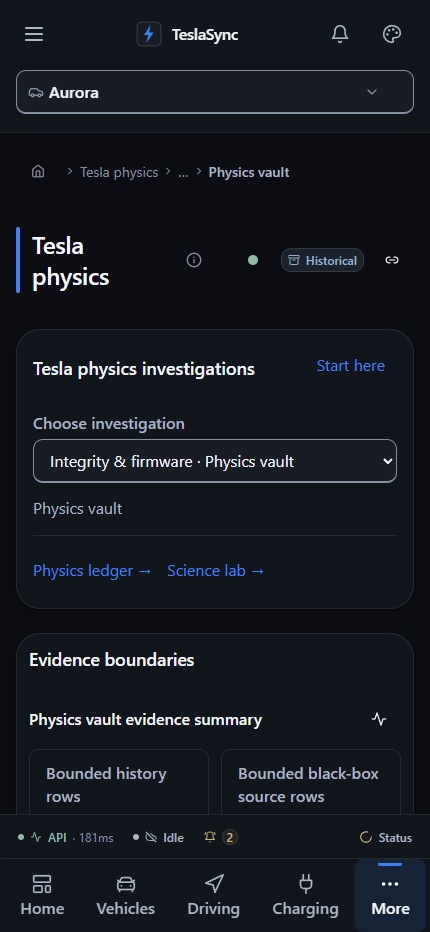 TeslaSync
Aurora
Tesla physics
...
Physics vault
Tesla
physics
Historical
Tesla physics investigations
Start here
Choose investigation
Integrity & firmware · Physics vault
Physics vault
Physics ledger →
Science lab →
Evidence boundaries
Physics vault evidence summary
Bounded history
rows
Bounded black-box
source rows
API · 181ms
Idle
2
Status
Home
Vehicles
Driving
Charging
More